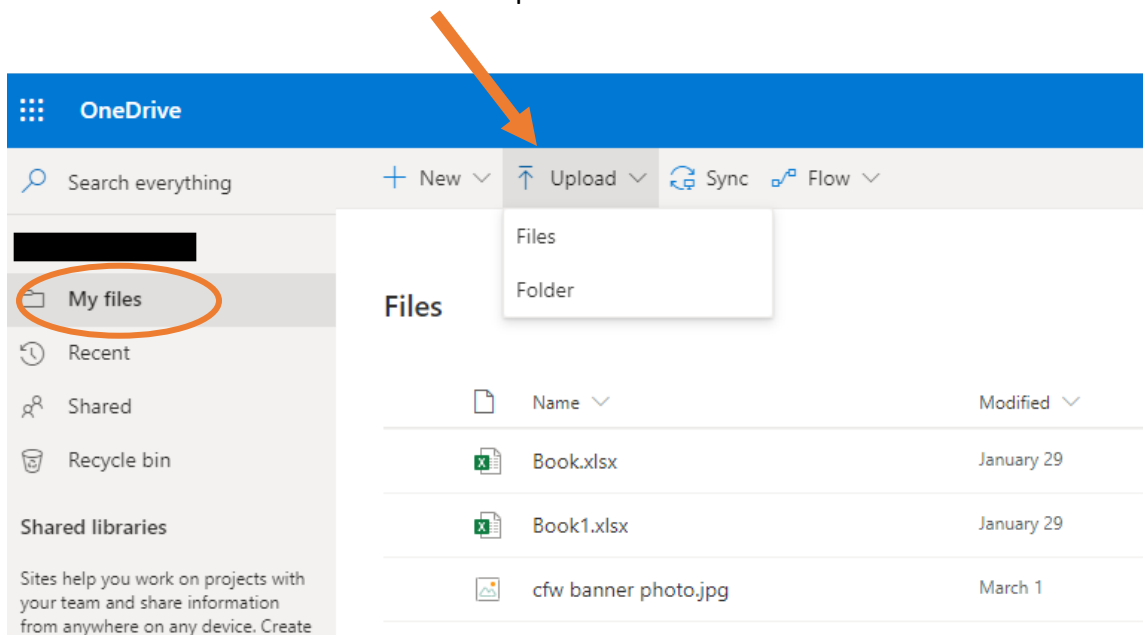 OneDrive
Search everything
New
Upload
Sync
Flow
Files
Folder
My files
Recent
Shared
Recycle bin
Shared libraries
Sites help you work on projects with
your team and share information
from anywhere on any device. Create
Files
Name
Modified
Book.xlsx
January 29
Book1.xlsx
January 29
cfw banner photo.jpg
March 1